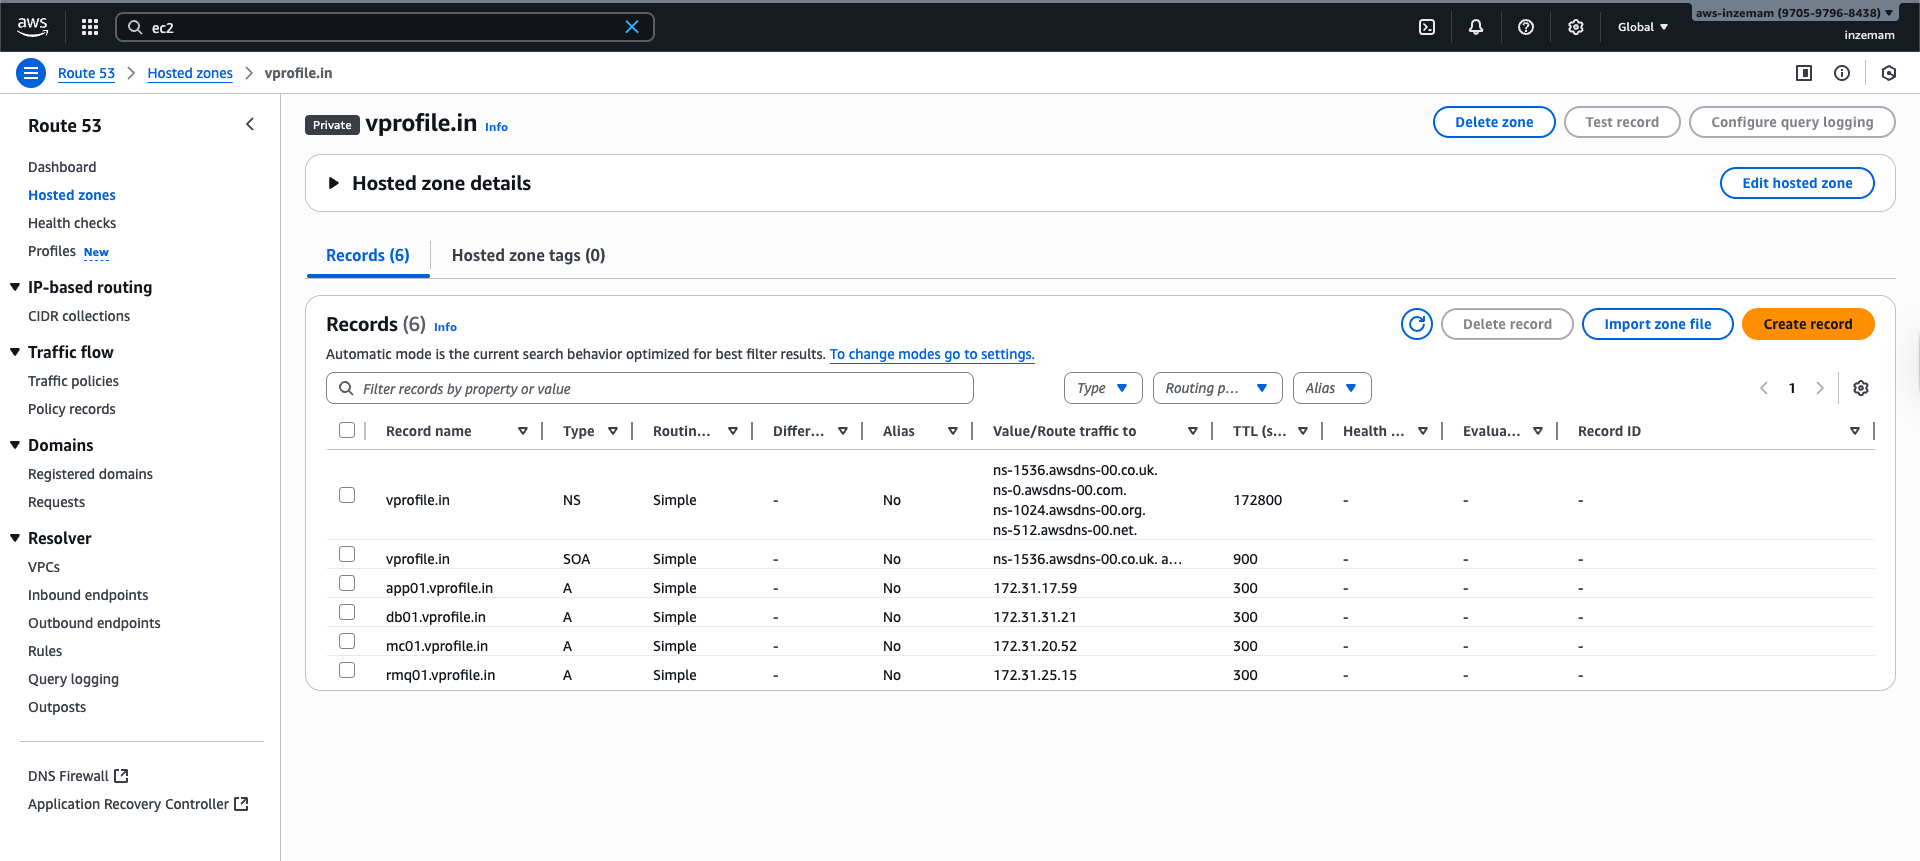 aws
ec2
Global
aws-inzemam (9705-9796-8438)
inzemam
Route 53
Hosted zones
vprofile.in
Route 53
Dashboard
Hosted zones
Health checks
Profiles New
IP-based routing
CIDR collections
Traffic flow
Traffic policies
Policy records
Domains
Registered domains
Requests
Resolver
VPCs
Inbound endpoints
Outbound endpoints
Rules
Query logging
Outposts
DNS Firewall
Application Recovery Controller
Private vprofile.in Info
Delete zone
Test record
Configure query logging
Hosted zone details
Edit hosted zone
Records (6)
Hosted zone tags (0)
Records (6) Info
Delete record
Import zone file
Create record
Automatic mode is the current search behavior optimized for best filter results. To change modes go to settings.
Filter records by property or value
Type
Routing p...
Alias
1
Record name Type Routin... Differ... Alias Value/Route traffic to TTL (s... Health ... Evalua... Record ID
vprofile.in NS Simple - No ns-1536.awsdns-00.co.uk. 172800 - - -
ns-0.awsdns-00.com.
ns-1024.awsdns-00.org.
ns-512.awsdns-00.net.
vprofile.in SOA Simple - No ns-1536.awsdns-00.co.uk. a... 900 - - -
app01.vprofile.in A Simple - No 172.31.17.59 300 - - -
db01.vprofile.in A Simple - No 172.31.31.21 300 - - -
mc01.vprofile.in A Simple - No 172.31.20.52 300 - - -
rmq01.vprofile.in A Simple - No 172.31.25.15 300 - - -